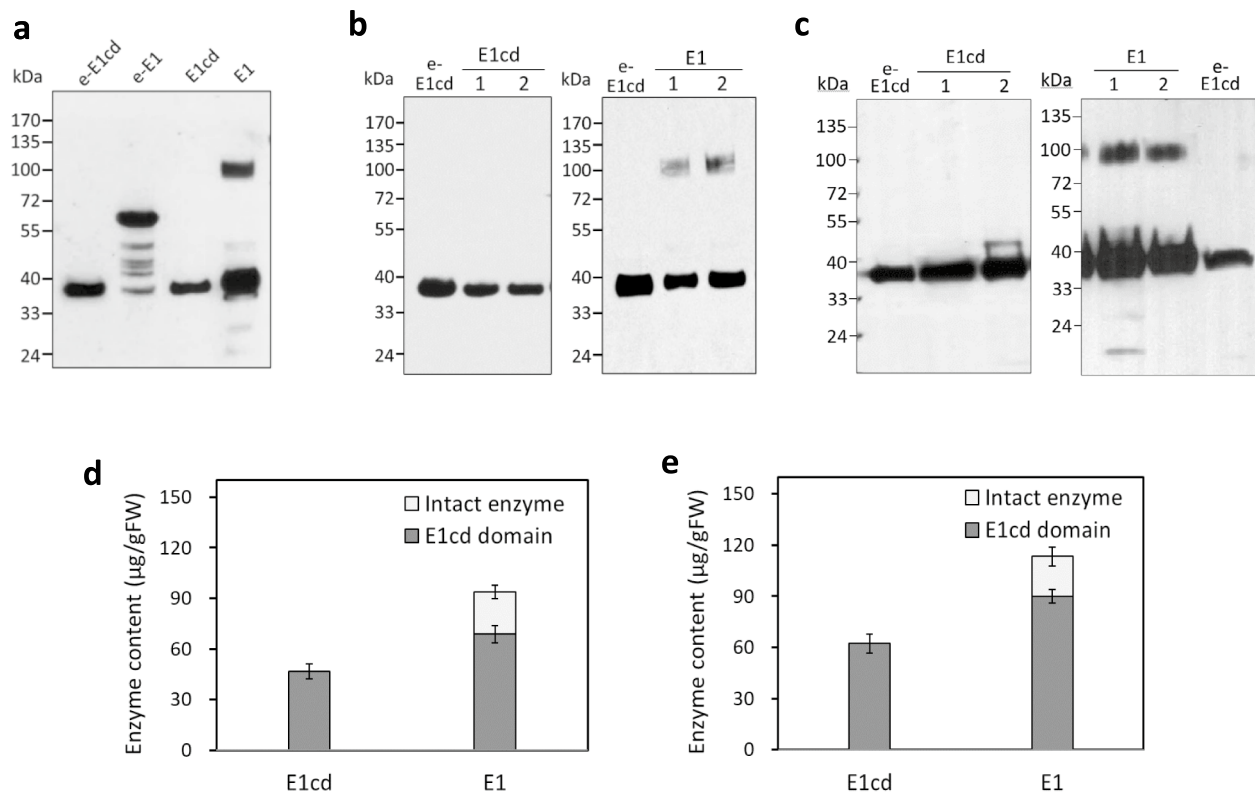 a
kDa
e-E1cd
e-E1
E1cd
E1
170
135
100
72
55
40
33
24
b
kDa
e-
E1cd
E1cd
1 2
170
135
100
72
55
40
33
24
kDa
e-
E1cd
E1
1 2
170
135
100
72
55
40
33
24
c
kDa
e-
E1cd
E1cd
1 2
135
100
72
55
40
33
24
kDa
E1
1 2
e-
E1cd
135
100
72
55
40
33
24
d
Enzyme content (µg/gFW)
150
120
90
60
30
0
Intact enzyme
E1cd domain
E1cd E1
e
Enzyme content (µg/gFW)
150
120
90
60
30
0
Intact enzyme
E1cd domain
E1cd E1